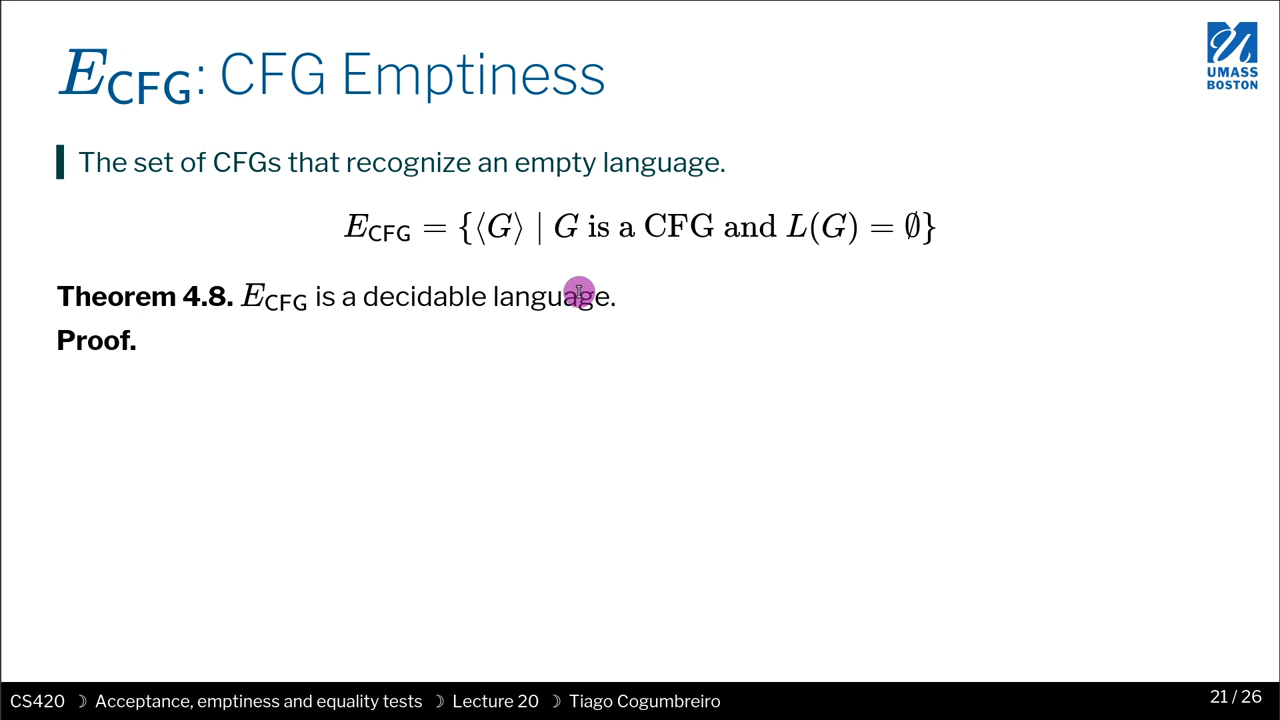 E_CFG: CFG Emptiness
UMASS
BOSTON
The set of CFGs that recognize an empty language.
E_CFG = {⟨G⟩ | G is a CFG and L(G) = ∅}
Theorem 4.8. E_CFG is a decidable language.
Proof.
CS420 ☽ Acceptance, emptiness and equality tests ☽ Lecture 20 ☽ Tiago Cogumbreiro
21 / 26